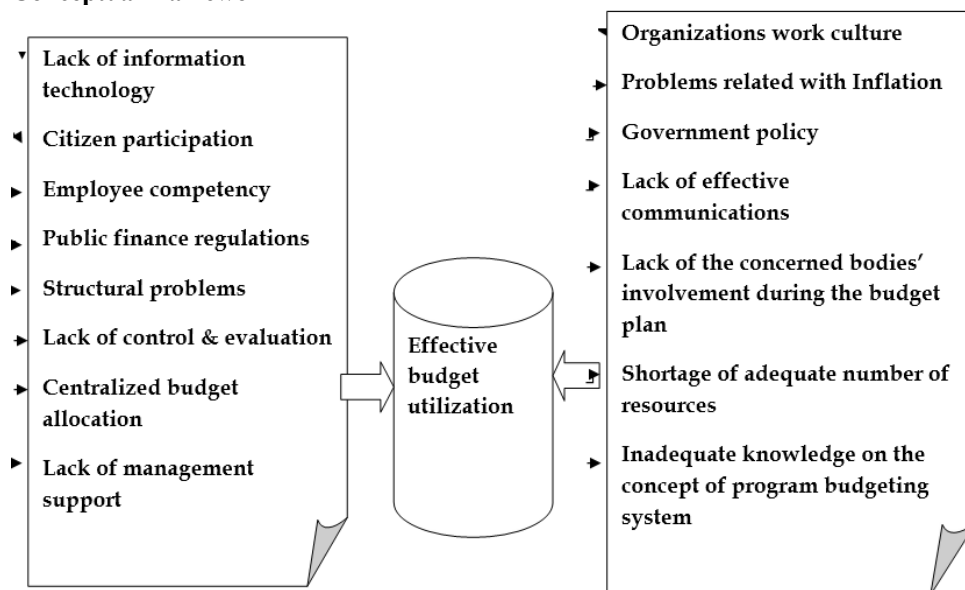 Lack of information
technology
Citizen participation
Employee competency
Public finance regulations
Structural problems
Lack of control & evaluation
Centralized budget
allocation
Lack of management
support
Effective
budget
utilization
Organizations work culture
Problems related with Inflation
Government policy
Lack of effective
communications
Lack of the concerned bodies’
involvement during the budget
plan
Shortage of adequate number of
resources
Inadequate knowledge on the
concept of program budgeting
system